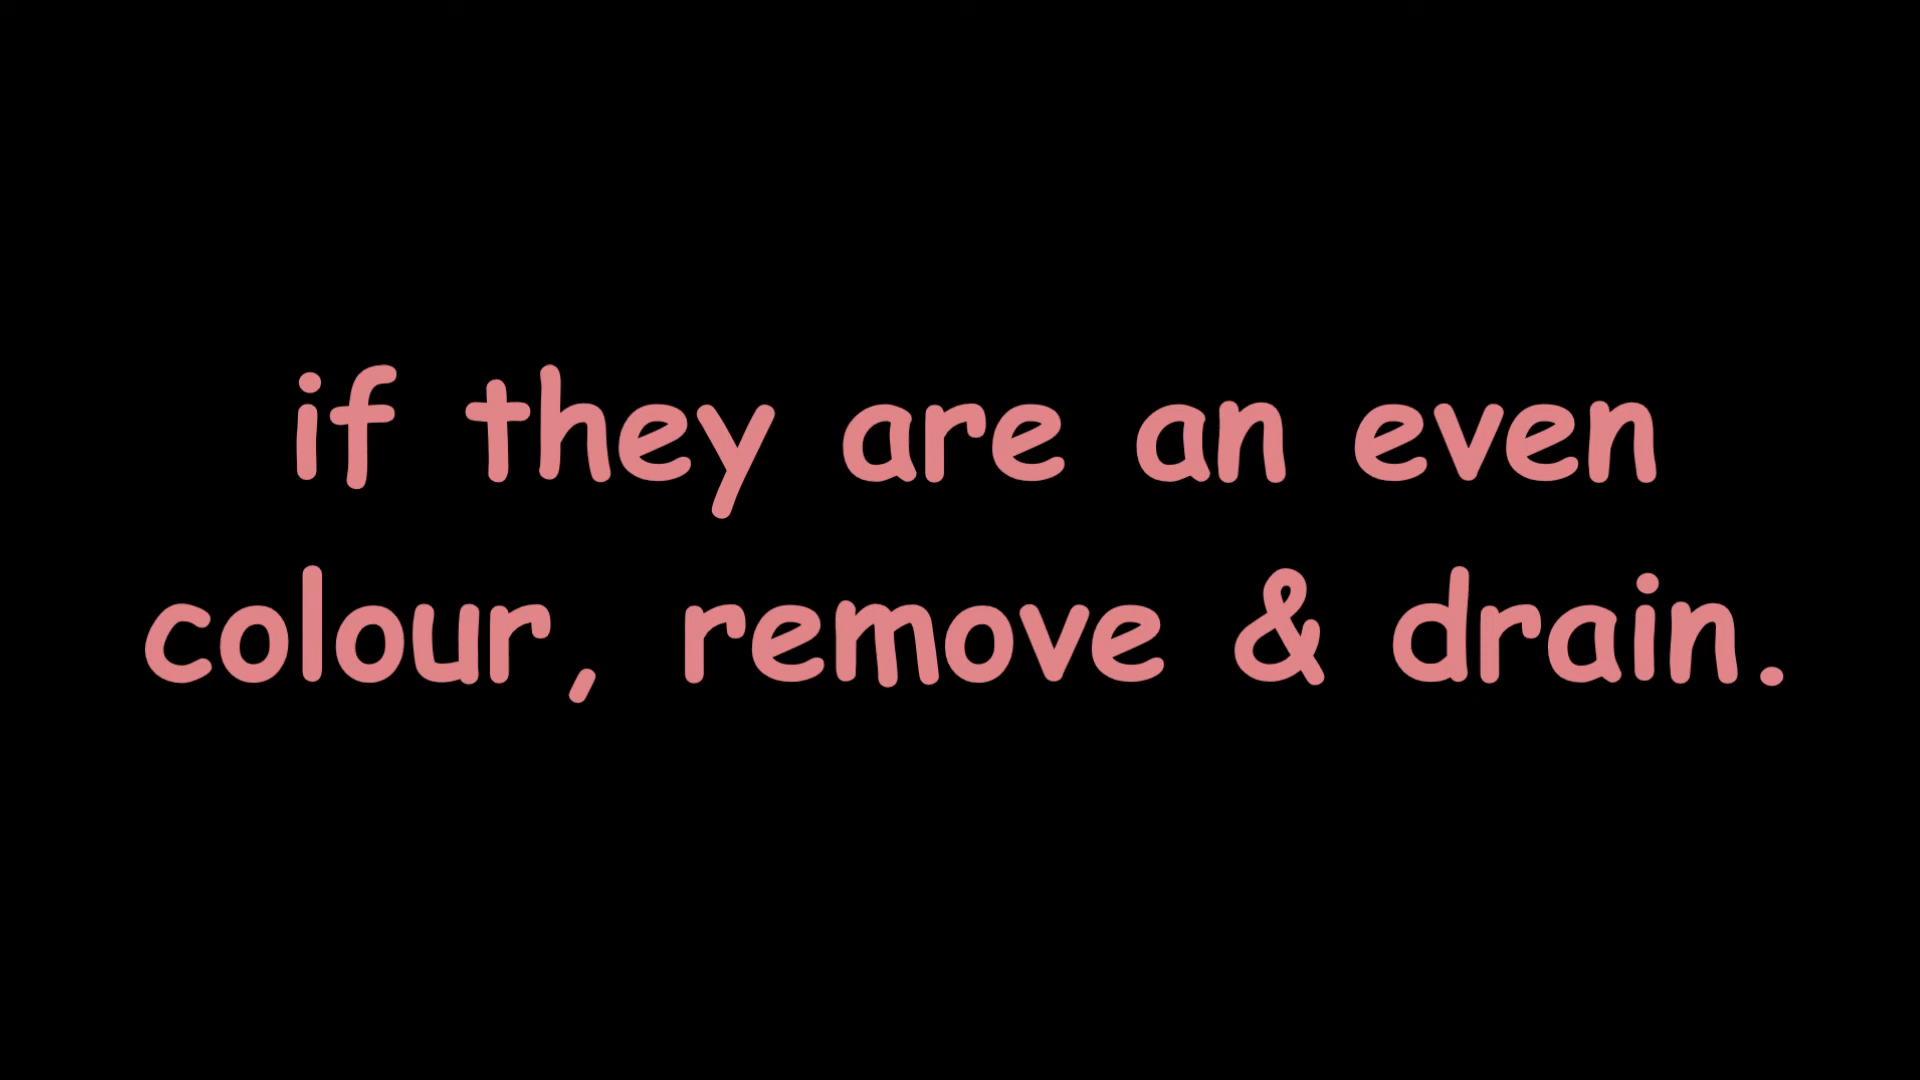 if they are an even
colour, remove & drain.